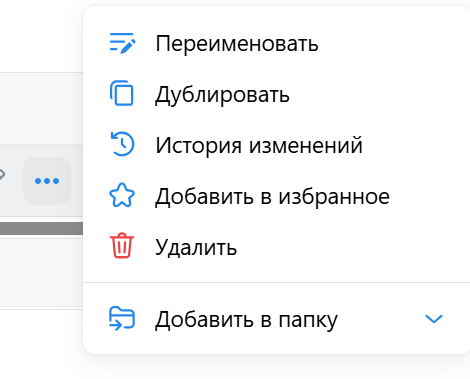 Переименовать
Дублировать
История изменений
Добавить в избранное
Удалить
Добавить в папку